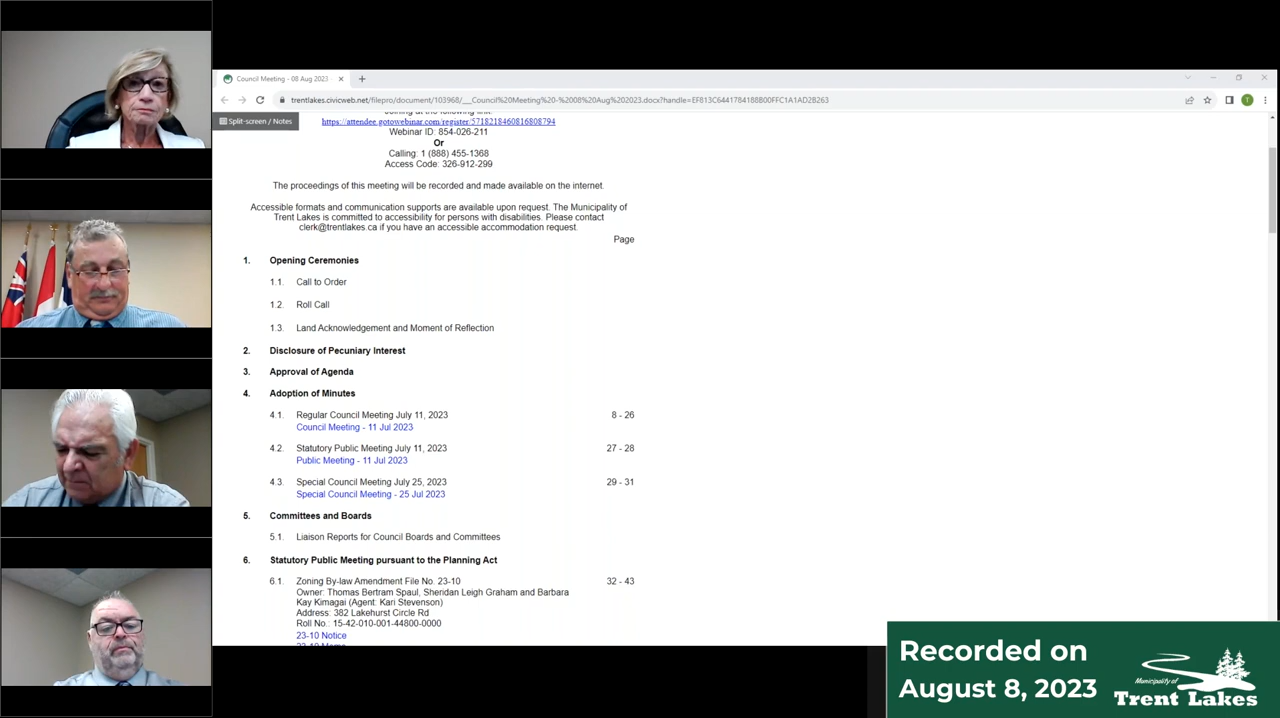 Council Meeting - 08 Aug 2023
trentlakes.civicweb.net/filepro/document/103968/___Council%20Meeting%20-%2008%20Aug%202023.docx?handle=EF813C6441784188B00FFC1A1AD2B263
T
Split-screen / Notes
Joining at the following link
https://attendee.gotowebinar.com/register/5718218460816808794
Webinar ID: 854-026-211
Or
Calling: 1 (888) 455-1368
Access Code: 326-912-299
The proceedings of this meeting will be recorded and made available on the internet.
Accessible formats and communication supports are available upon request. The Municipality of
Trent Lakes is committed to accessibility for persons with disabilities. Please contact
clerk@trentlakes.ca if you have an accessible accommodation request.
Page
1. Opening Ceremonies
1.1. Call to Order
1.2. Roll Call
1.3. Land Acknowledgement and Moment of Reflection
2. Disclosure of Pecuniary Interest
3. Approval of Agenda
4. Adoption of Minutes
4.1. Regular Council Meeting July 11, 2023 8 - 26
Council Meeting - 11 Jul 2023
4.2. Statutory Public Meeting July 11, 2023 27 - 28
Public Meeting - 11 Jul 2023
4.3. Special Council Meeting July 25, 2023 29 - 31
Special Council Meeting - 25 Jul 2023
5. Committees and Boards
5.1. Liaison Reports for Council Boards and Committees
6. Statutory Public Meeting pursuant to the Planning Act
6.1. Zoning By-law Amendment File No. 23-10 32 - 43
Owner: Thomas Bertram Spaul, Sheridan Leigh Graham and Barbara
Kay Kimagai (Agent: Kari Stevenson)
Address: 382 Lakehurst Circle Rd
Roll No.: 15-42-010-001-44800-0000
23-10 Notice
Recorded on
August 8, 2023
Municipality of
Trent Lakes